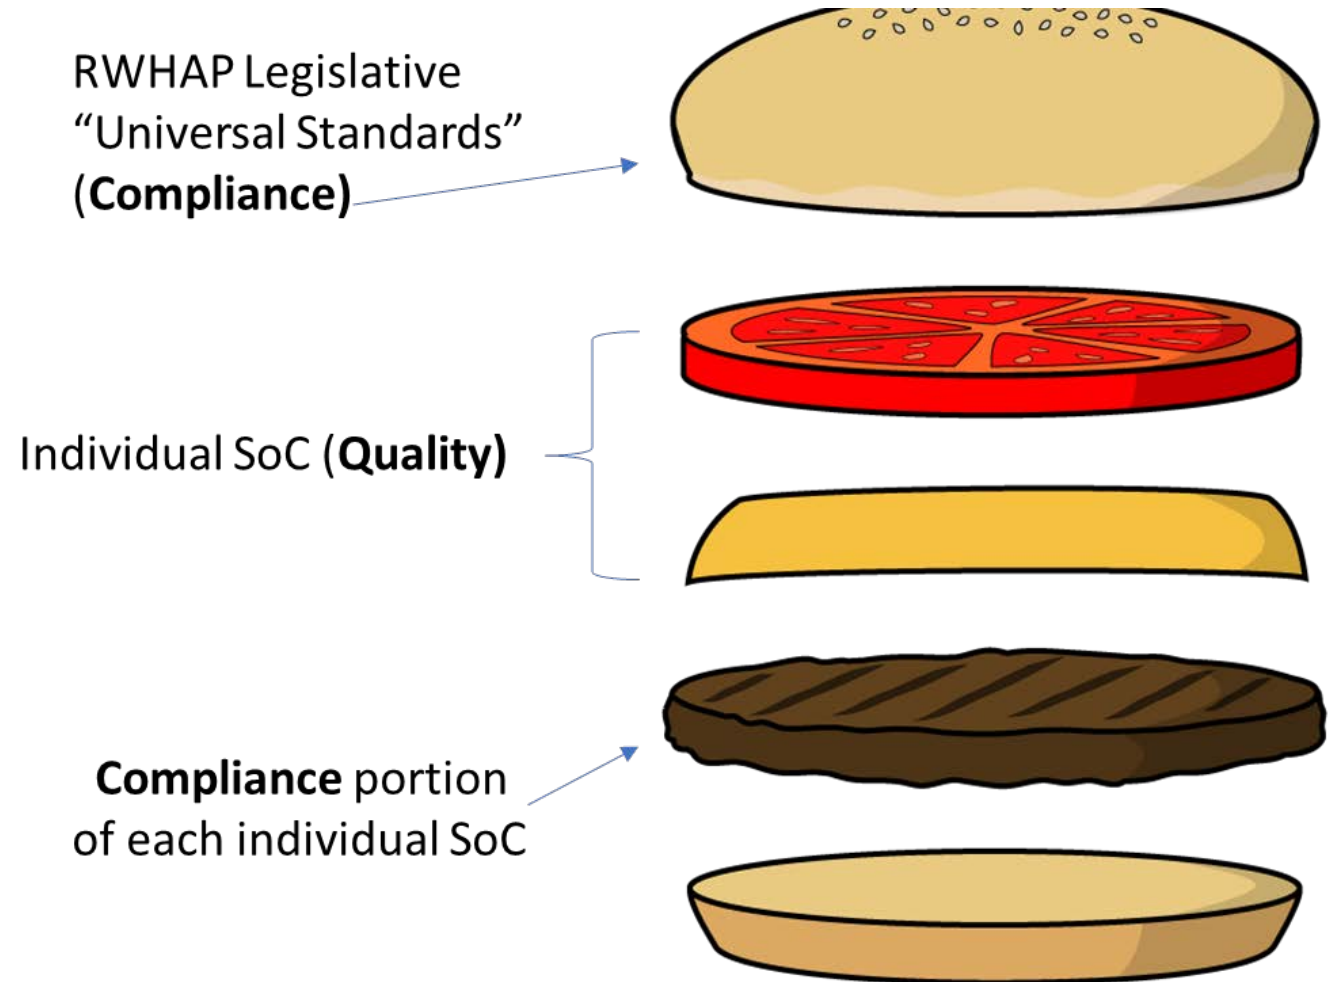 RWHAP Legislative
“Universal Standards”
(Compliance)
Individual SoC (Quality)
Compliance portion
of each individual SoC